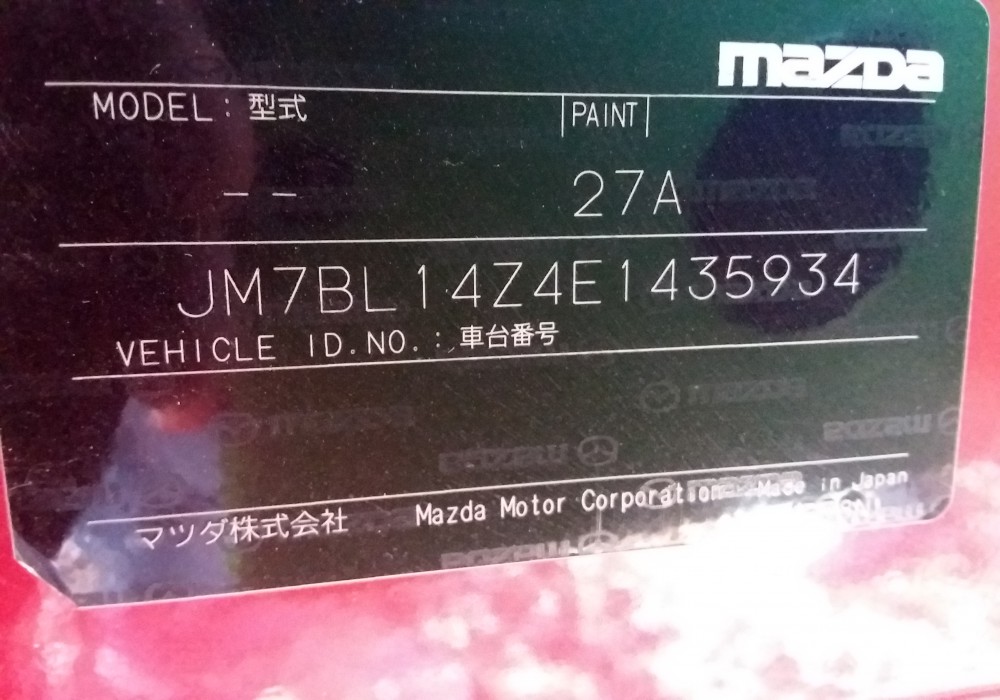 mazda
MODEL : 型式 PAINT
-- 27A
JM7BL14Z4E1435934
VEHICLE ID.NO.: 車台番号
マツダ株式会社 Mazda Motor Corporation Made in Japan